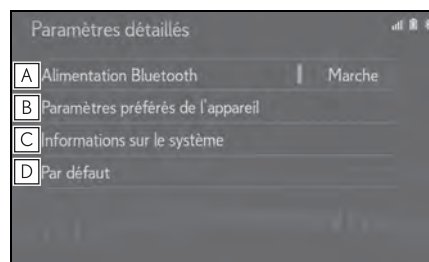 Paramètres détaillés
A Alimentation Bluetooth Marche
B Paramètres préférés de l'appareil
C Informations sur le système
D Par défaut